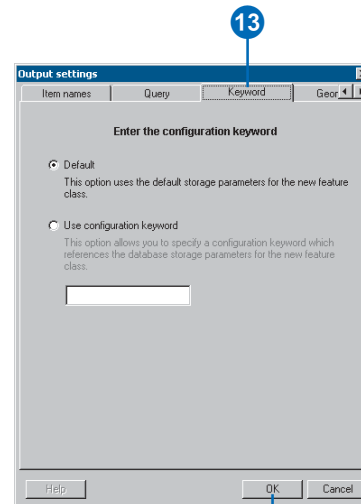 13
Output settings
Item names Query Keyword Geor
Enter the configuration keyword
Default
This option uses the default storage parameters for the new feature
class.
Use configuration keyword
This option allows you to specify a configuration keyword which
references the database storage parameters for the new feature
class.
Help OK Cancel